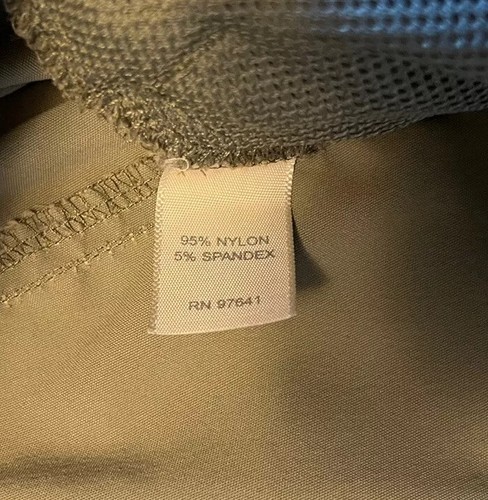 95% NYLON
5% SPANDEX
RN 97641